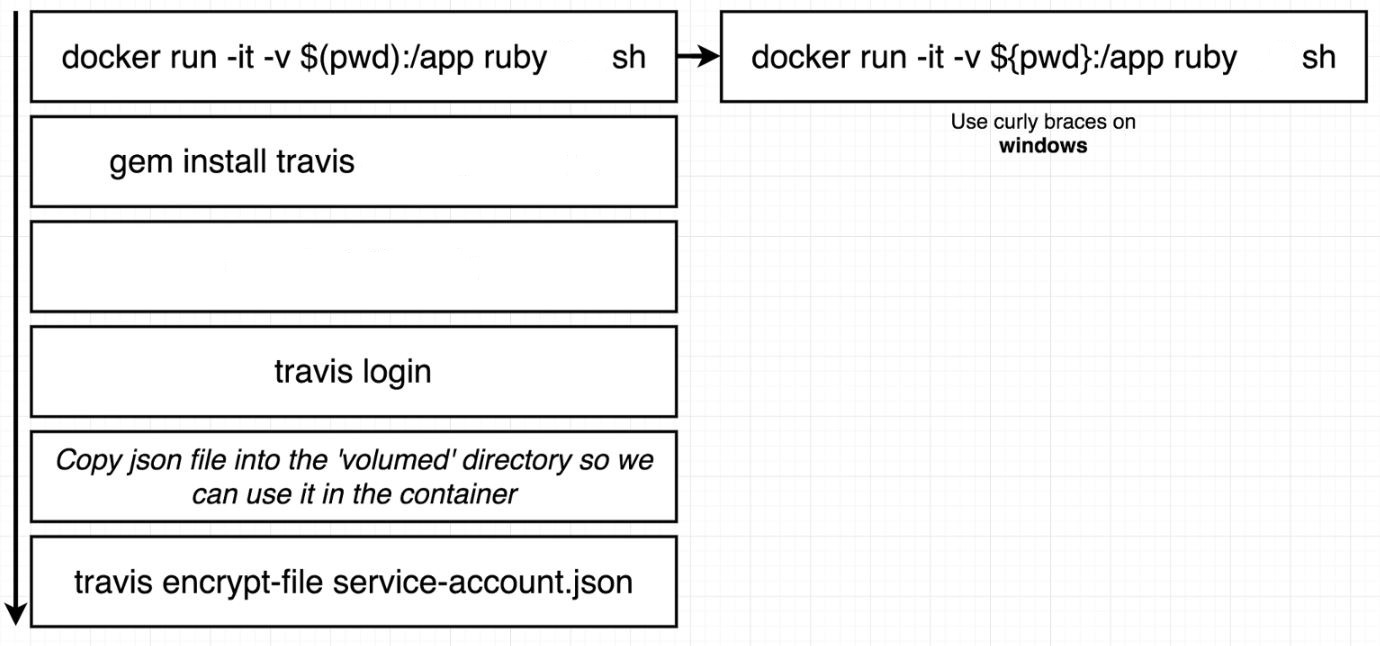 docker run -it -v $(pwd):/app ruby sh
docker run -it -v ${pwd}:/app ruby sh
Use curly braces on
windows
gem install travis
travis login
Copy json file into the 'volumed' directory so we
can use it in the container
travis encrypt-file service-account.json